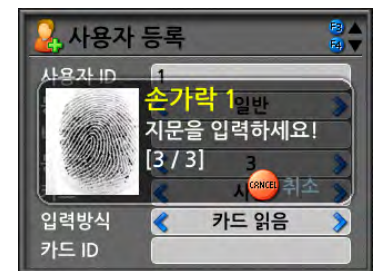 사용자 등록
F3
F4
사용자 ID 1
손가락 1
일반
지문을 입력하세요!
[3 / 3]
3
CANCEL 취소
입력방식 카드 읽음
카드 ID